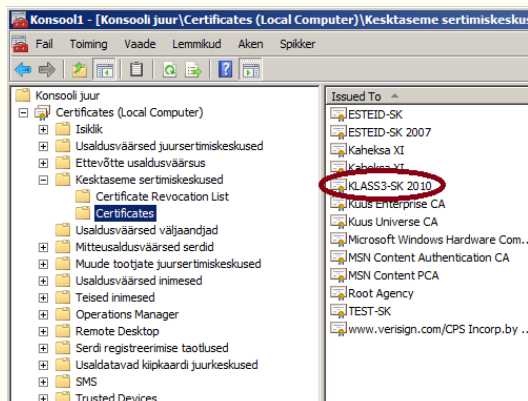 Konsool1 - [Konsooli juur\Certificates (Local Computer)\Kesktaseme sertimiskesku
Fail Toiming Vaade Lemmikud Aken Spikker
Konsooli juur
Certificates (Local Computer)
Isiklik
Usaldusväärsed juursertimiskeskused
Ettevõtte usaldusväärsus
Kesktaseme sertimiskeskused
Certificate Revocation List
Certificates
Usaldusväärsed väljaandjad
Mitteusaldusväärsed serdid
Muude tootjate juursertimiskeskused
Usaldusväärsed inimesed
Teised inimesed
Operations Manager
Remote Desktop
Serdi registreerimise taotlused
Usaldatavad kiipkaardi juurkeskused
SMS
Trusted Devices
Issued To
ESTEID-SK
ESTEID-SK 2007
Kaheksa XI
Kaheksa XI
KLASS3-SK 2010
Kuus Enterprise CA
Kuus Universe CA
Microsoft Windows Hardware Com...
MSN Content Authentication CA
MSN Content PCA
Root Agency
TEST-SK
www.verisign.com/CPS Incorp.by ...